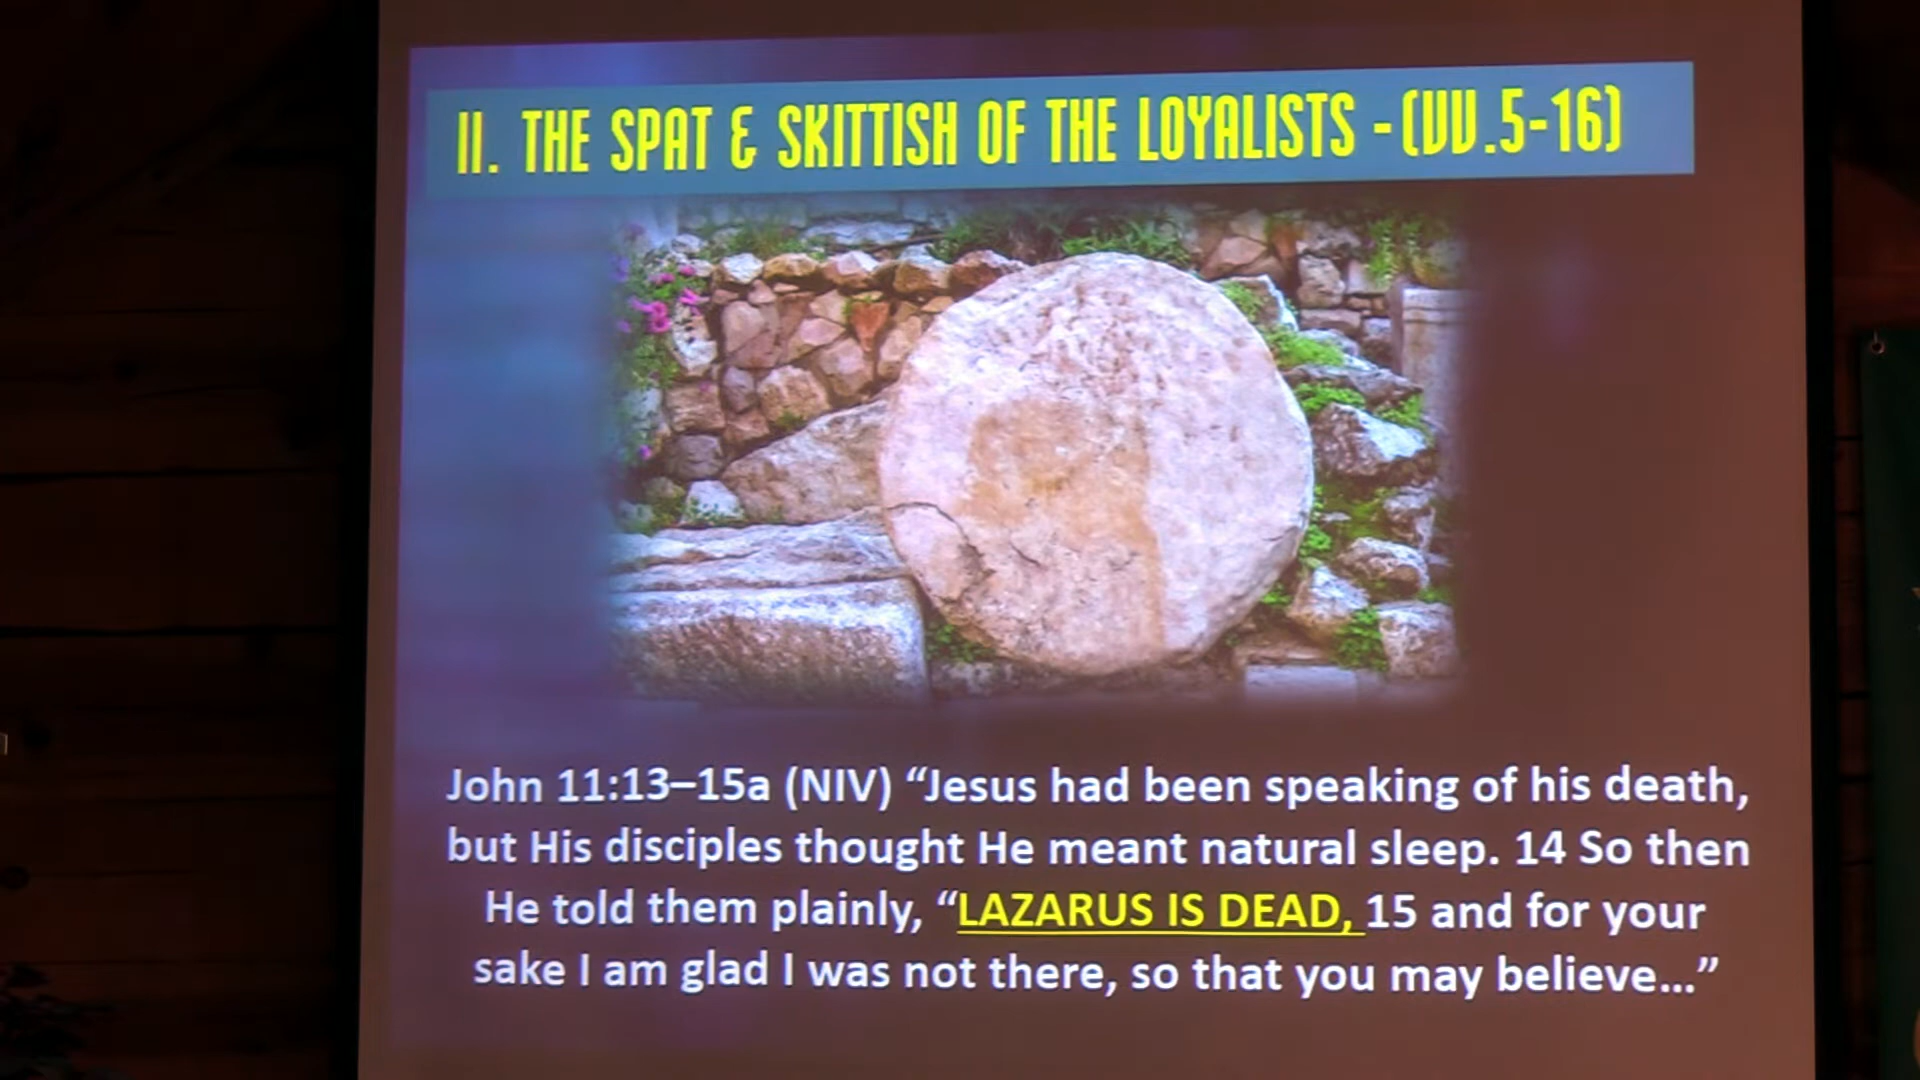 II. THE SPAT & SKITTISH OF THE LOYALISTS - (VV.5-16)
John 11:13–15a (NIV) “Jesus had been speaking of his death,
but His disciples thought He meant natural sleep. 14 So then
He told them plainly, “LAZARUS IS DEAD, 15 and for your
sake I am glad I was not there, so that you may believe...”